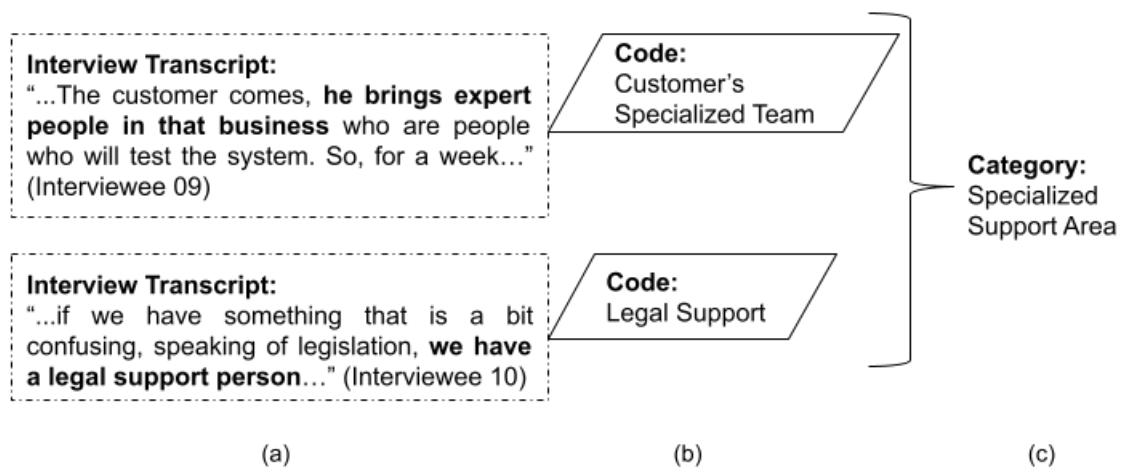 Interview Transcript:
“...The customer comes, he brings expert
people in that business who are people
who will test the system. So, for a week…”
(Interviewee 09)
Code:
Customer’s
Specialized Team
Category:
Specialized
Support Area
Interview Transcript:
“...if we have something that is a bit
confusing, speaking of legislation, we have
a legal support person…” (Interviewee 10)
Code:
Legal Support
(a)
(b)
(c)